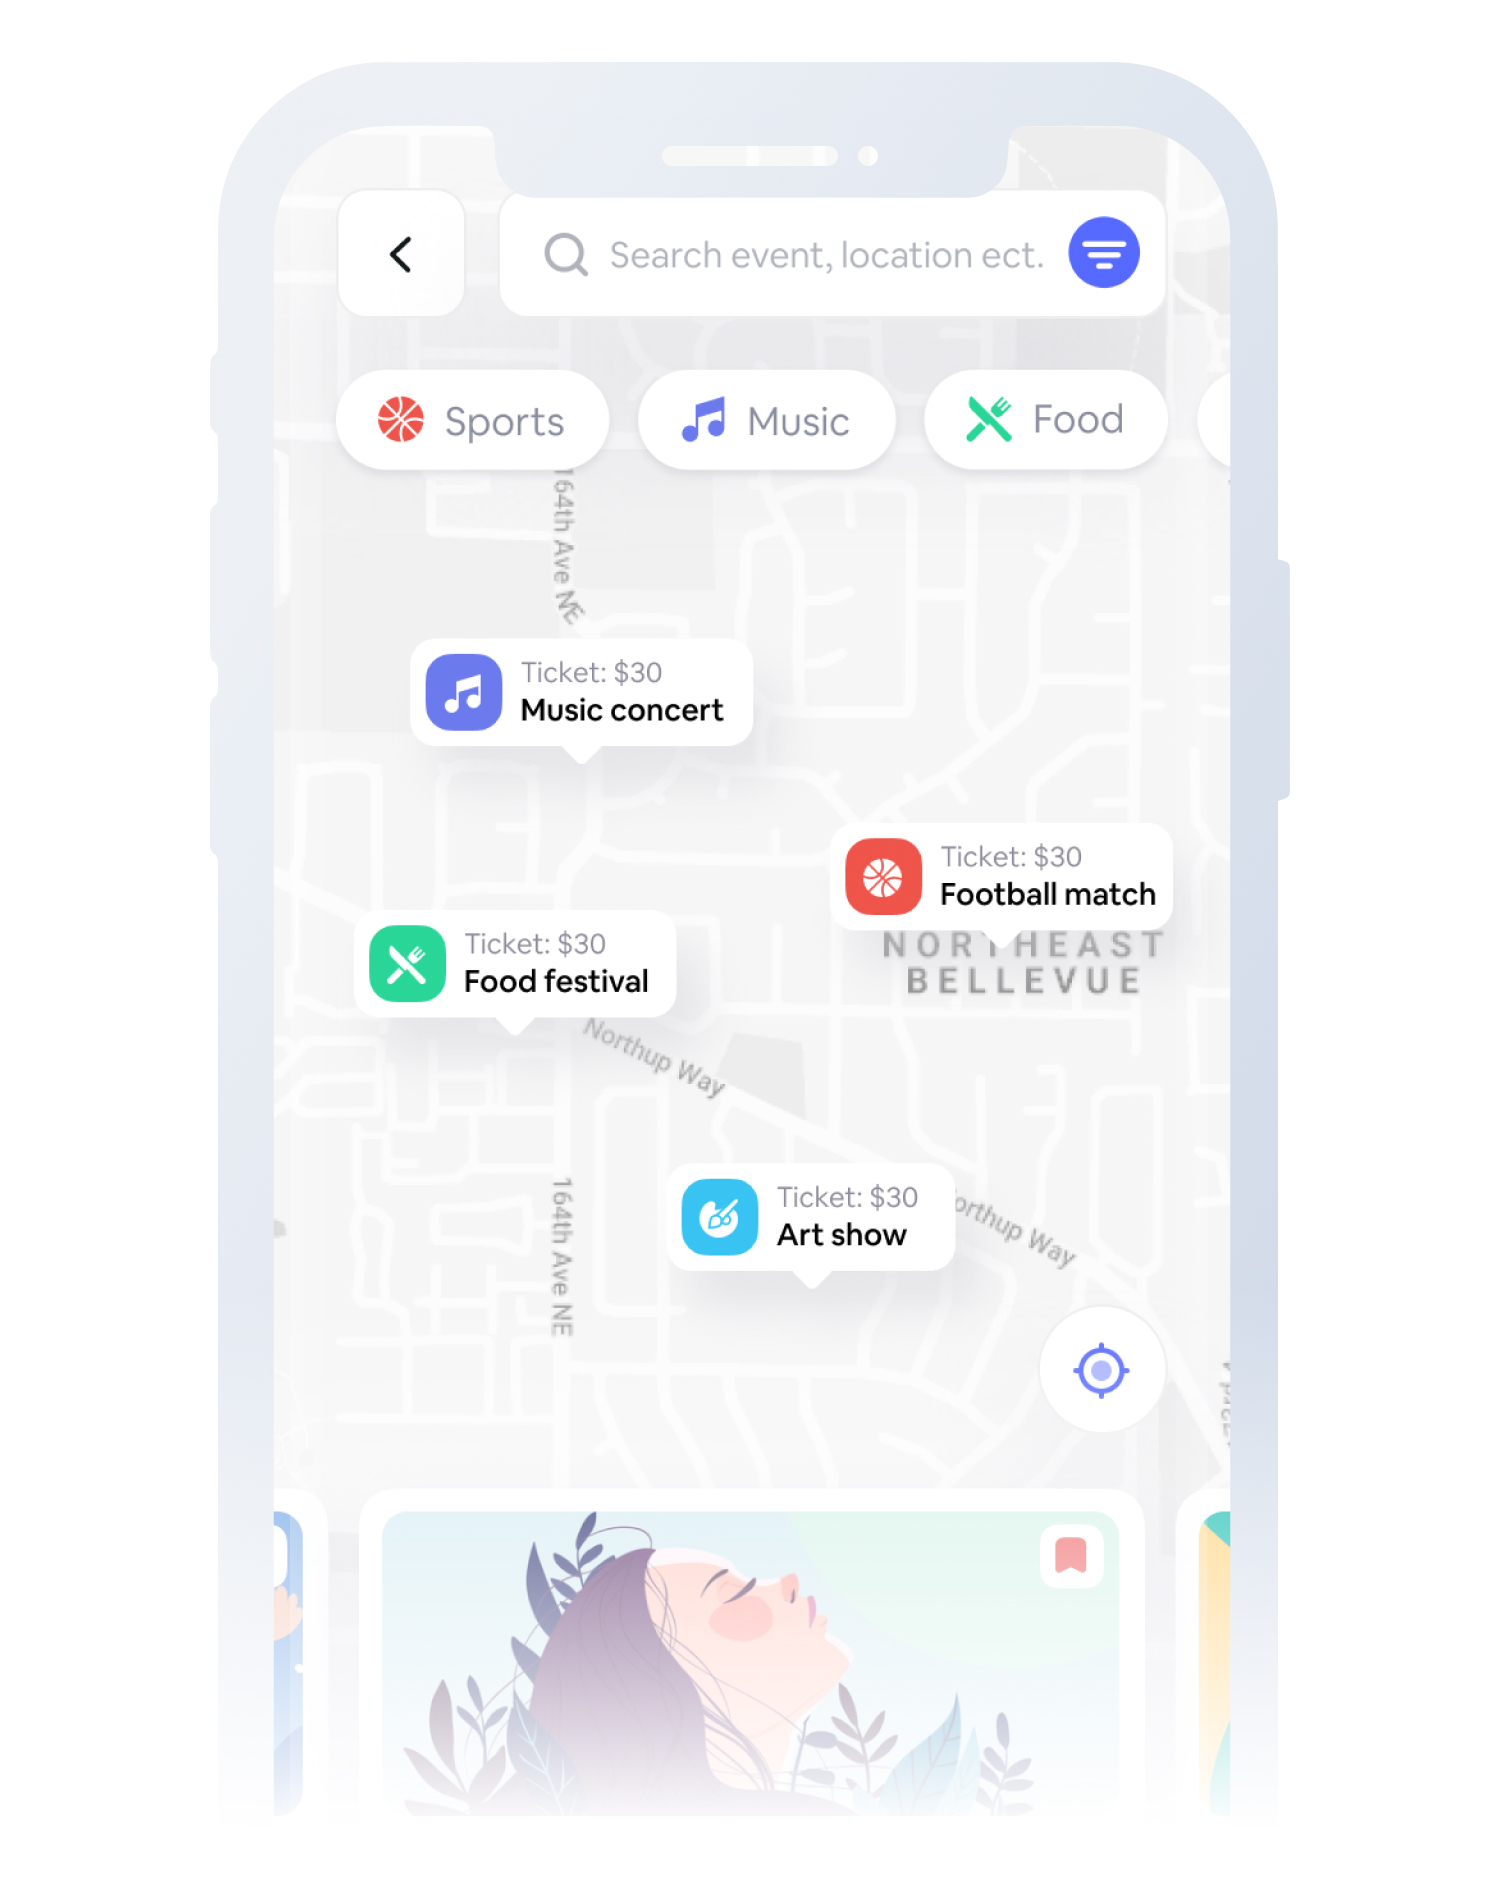 Search event, location ect.
Sports
Music
Food
164th Ave NE
Ticket: $30
Music concert
Ticket: $30
Football match
NORTHEAST
BELLEVUE
Ticket: $30
Food festival
Northup Way
Ticket: $30
Art show
Way
164th Ave NE